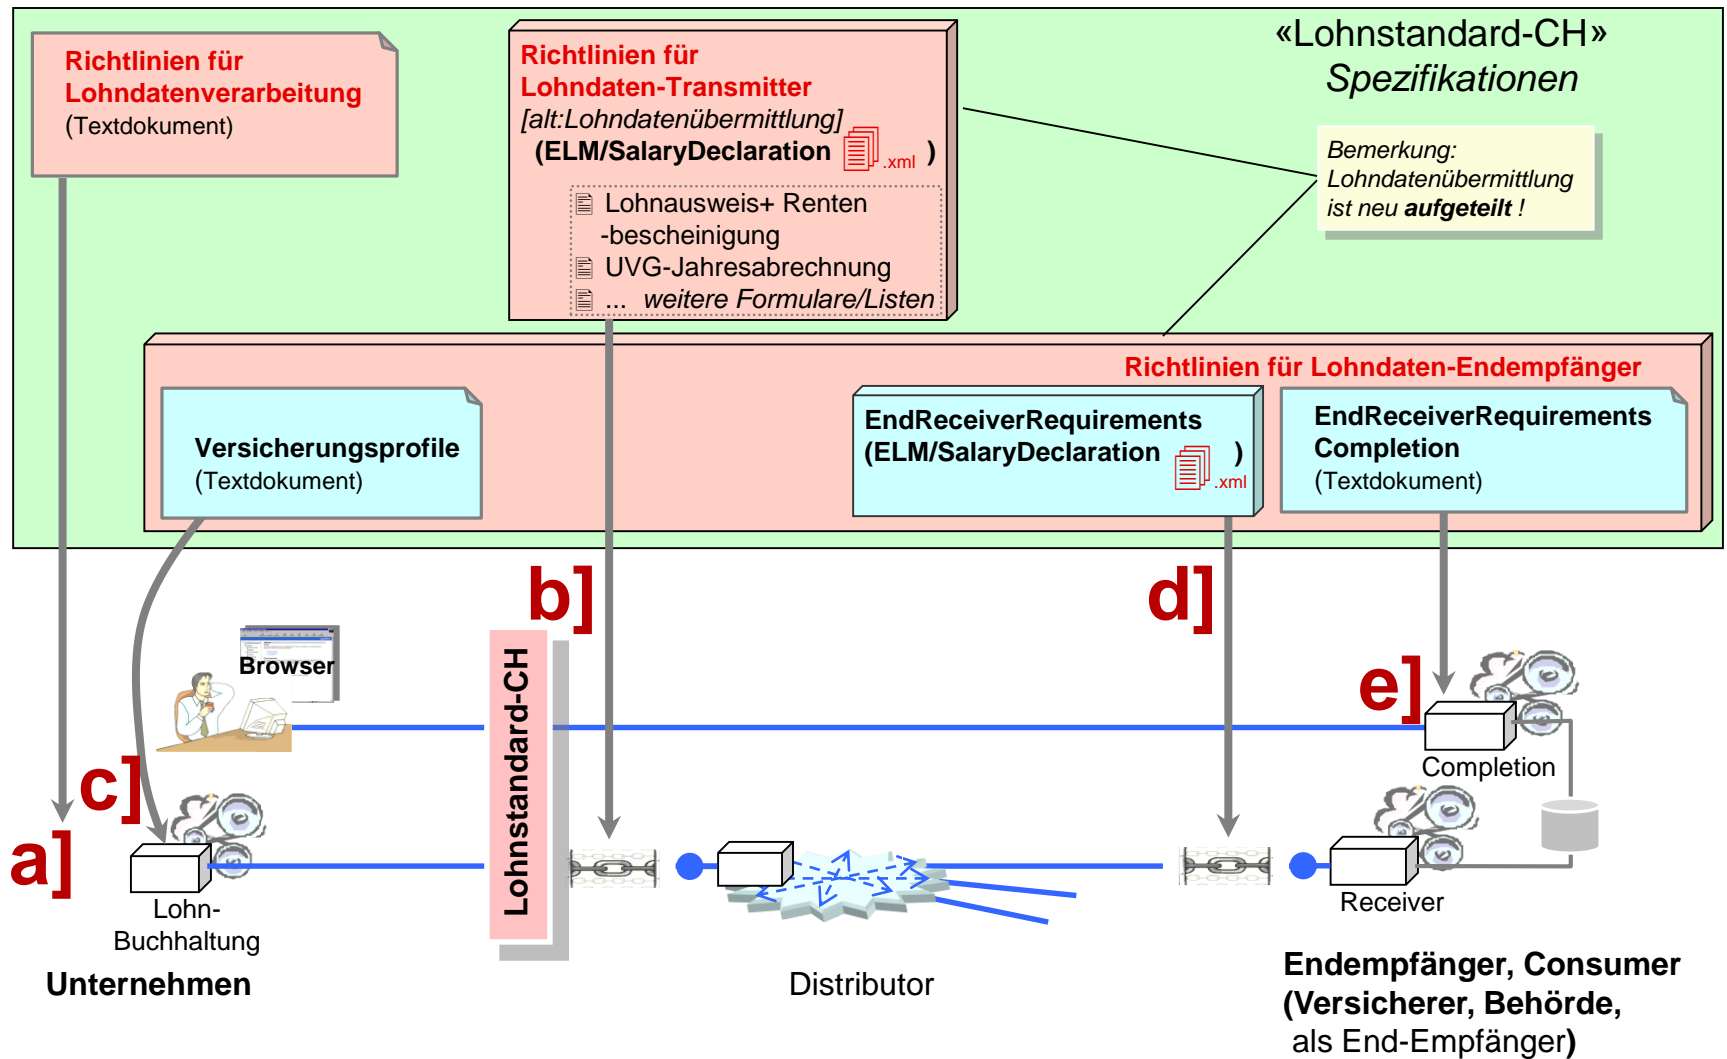 «Lohnstandard-CH»
Spezifikationen
Richtlinien für
Lohndatenverarbeitung
(Textdokument)
Richtlinien für
Lohndaten-Transmitter
[alt:Lohndatenübermittlung]
(ELM/SalaryDeclaration .xml )
Lohnausweis+ Renten
-bescheinigung
UVG-Jahresabrechnung
... weitere Formulare/Listen
Bemerkung:
Lohndatenübermittlung
ist neu aufgeteilt !
Richtlinien für Lohndaten-Endempfänger
Versicherungsprofile
(Textdokument)
EndReceiverRequirements
(ELM/SalaryDeclaration )
.xml
EndReceiverRequirements
Completion
(Textdokument)
b]
d]
e]
c]
a]
Browser
Lohnstandard-CH
Completion
Lohn-
Buchhaltung
Receiver
Unternehmen
Distributor
Endempfänger, Consumer
(Versicherer, Behörde,
als End-Empfänger)